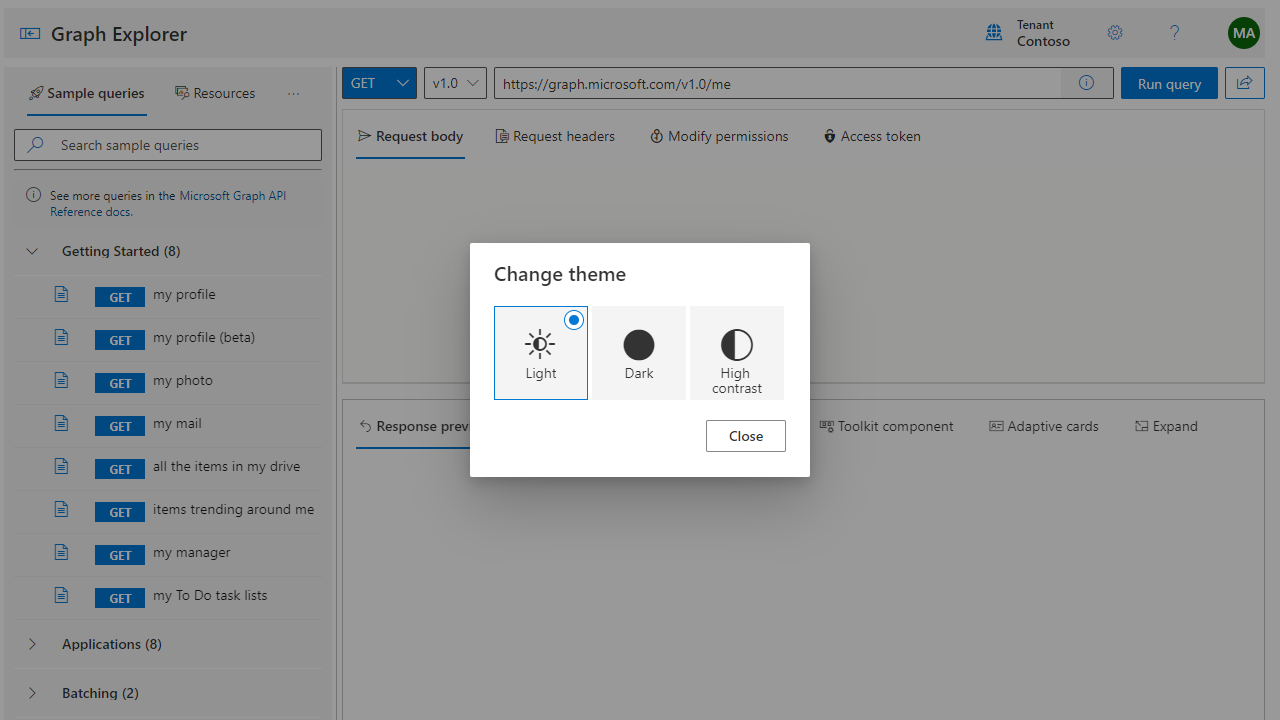 Graph Explorer
Tenant
Contoso
MA
Sample queries
Resources
Search sample queries
See more queries in the Microsoft Graph API
Reference docs.
Getting Started (8)
GET my profile
GET my profile (beta)
GET my photo
GET my mail
GET all the items in my drive
GET items trending around me
GET my manager
GET my To Do task lists
Applications (8)
Batching (2)
GET
v1.0
https://graph.microsoft.com/v1.0/me
Run query
Request body
Request headers
Modify permissions
Access token
Change theme
Light
Dark
High
contrast
Close
Response prev
Toolkit component
Adaptive cards
Expand